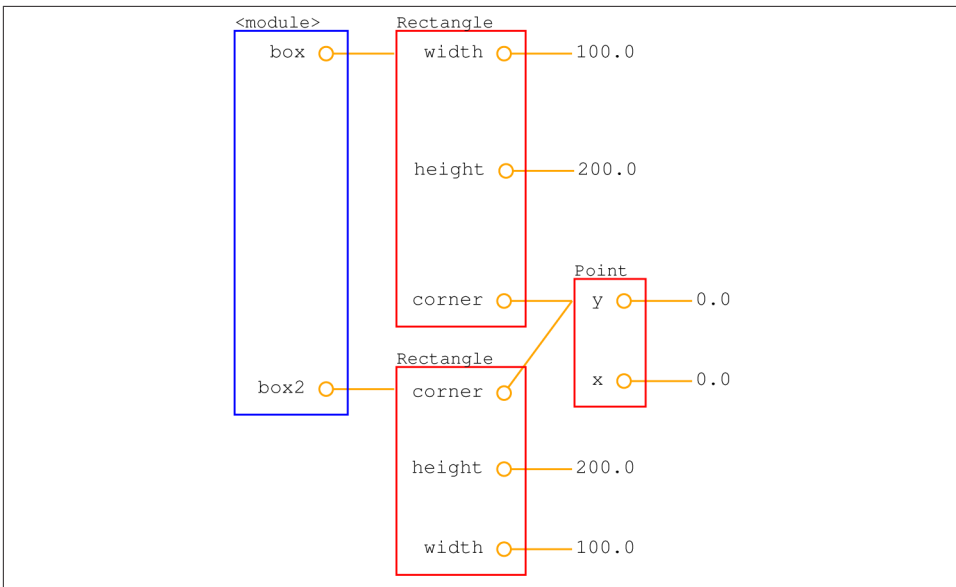 <module> Rectangle
box width 100.0
height 200.0
Point
corner y 0.0
Rectangle
x 0.0
box2 corner
height 200.0
width 100.0